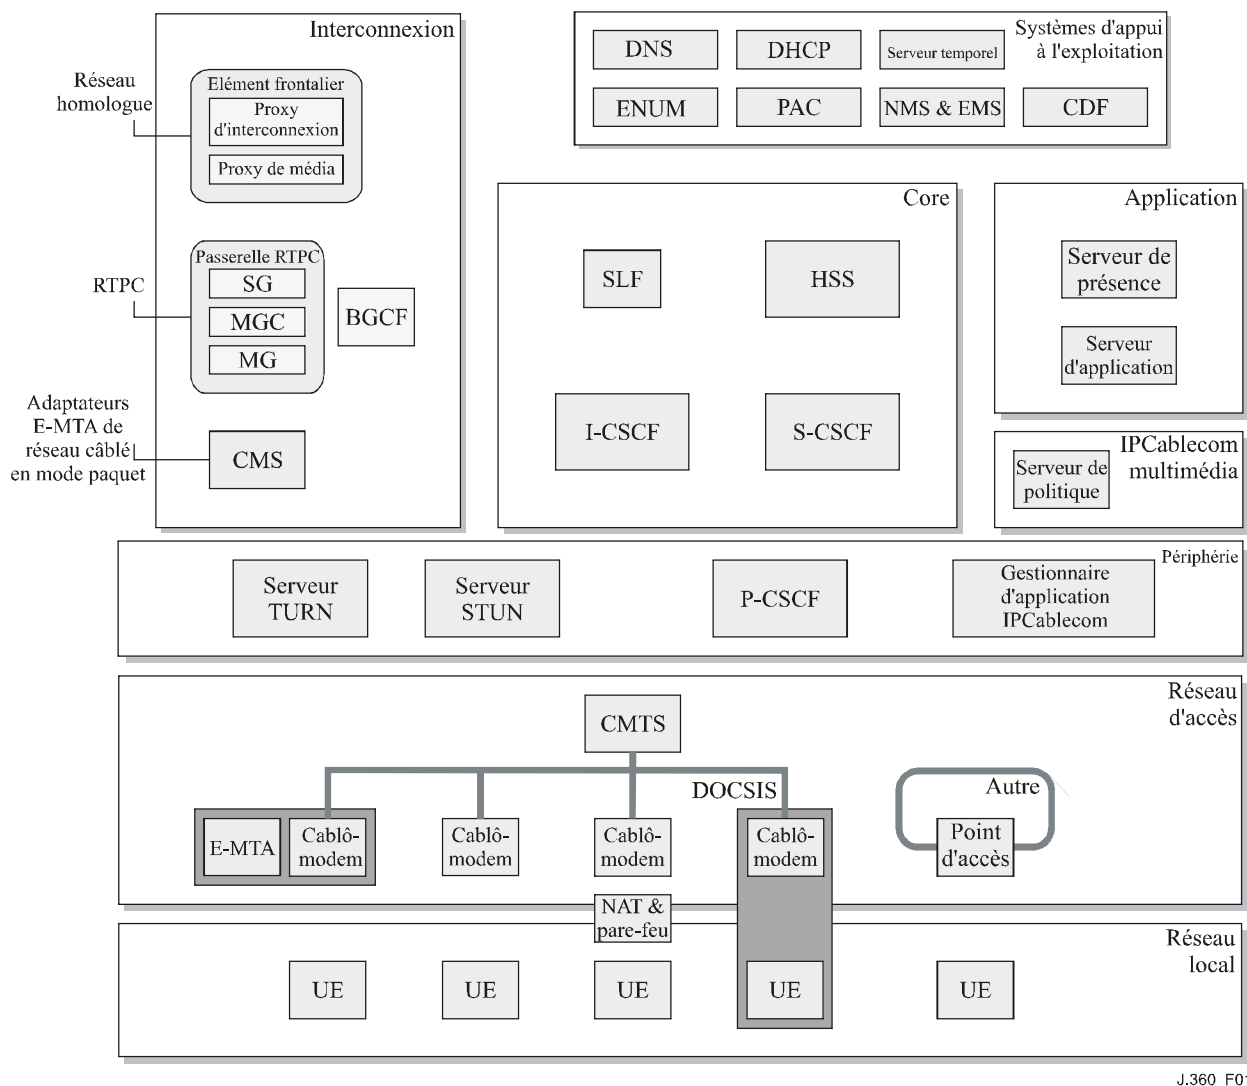 Interconnexion
Réseau
homologue
Elément frontalier
Proxy
d'interconnexion
Proxy de média
RTPC
Passerelle RTPC
SG
MGC
MG
BGCF
Adaptateurs
E-MTA de
réseau câblé
en mode paquet
CMS
Systèmes d'appui
à l'exploitation
DNS
DHCP
Serveur temporel
ENUM
PAC
NMS & EMS
CDF
Core
SLF
HSS
I-CSCF
S-CSCF
Application
Serveur de
présence
Serveur
d'application
IPCablecom
multimédia
Serveur de
politique
Périphérie
Serveur
TURN
Serveur
STUN
P-CSCF
Gestionnaire
d'application
IPCablecom
Réseau
d'accès
CMTS
DOCSIS
Autre
E-MTA
Cablô-
modem
Cablô-
modem
Cablô-
modem
Cablô-
modem
Point
d'accès
NAT &
pare-feu
Réseau
local
UE
UE
UE
UE
UE
J.360_F01